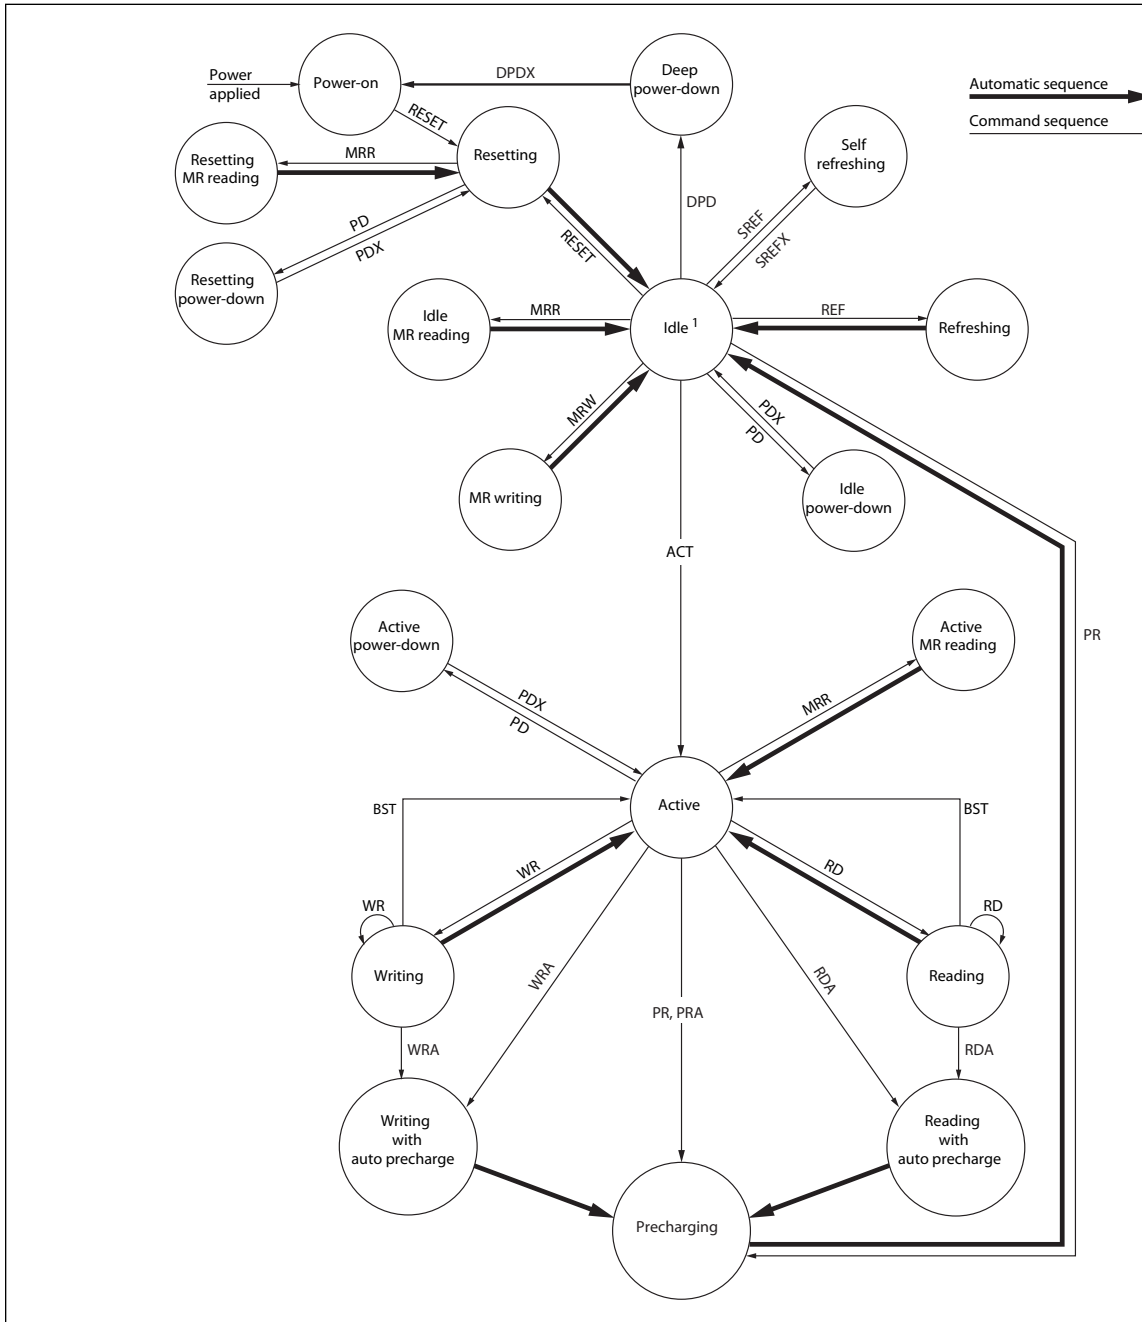 Power
applied
Power-on
DPDX
Deep
power-down
Automatic sequence
Command sequence
RESET
Resetting
MR reading
MRR
Resetting
Self
refreshing
PD
PDX
Resetting
power-down
RESET
DPD
SREF
SREFX
Idle
MR reading
MRR
Idle 1
REF
Refreshing
MRW
MR writing
PDX
PD
Idle
power-down
ACT
Active
power-down
PDX
PD
Active
MR reading
MRR
PR
BST
Active
BST
WR
WR
RD
RD
Writing
Reading
WRA
WRA
PR, PRA
RDA
RDA
Writing
with
auto precharge
Reading
with
auto precharge
Precharging